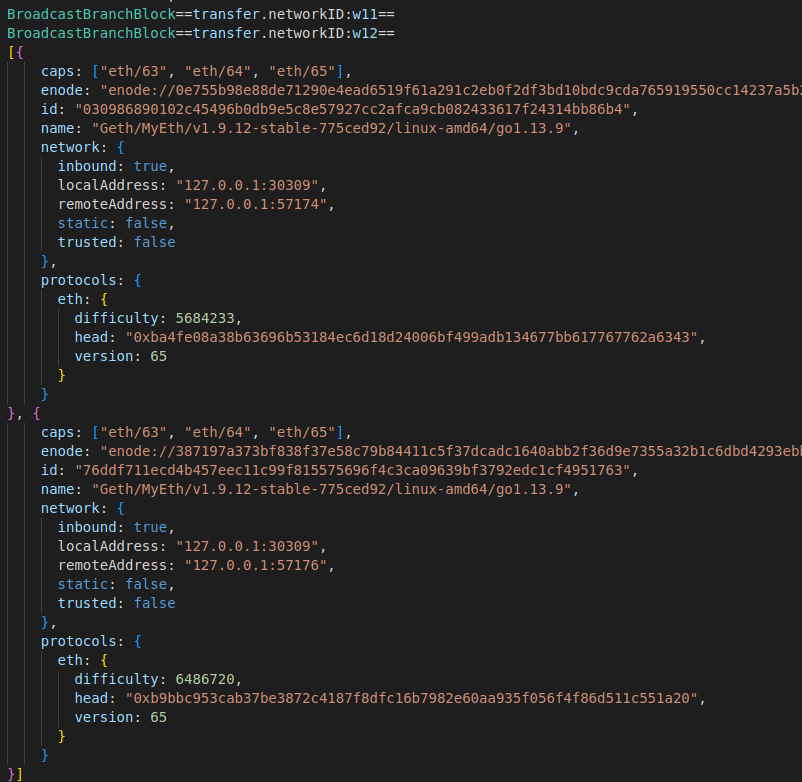 BroadcastBranchBlock==transfer.networkID:w11==
BroadcastBranchBlock==transfer.networkID:w12==
[{
caps: ["eth/63", "eth/64", "eth/65"],
enode: "enode://0e755b98e88de71290e4ead6519f61a291c2eb0f2df3bd10bdc9cda765919550cc14237a5b2
id: "030986890102c45496b0db9e5c8e57927cc2afca9cb082433617f24314bb86b4",
name: "Geth/MyEth/v1.9.12-stable-775ced92/linux-amd64/go1.13.9",
network: {
inbound: true,
localAddress: "127.0.0.1:30309",
remoteAddress: "127.0.0.1:57174",
static: false,
trusted: false
},
protocols: {
eth: {
difficulty: 5684233,
head: "0xba4fe08a38b63696b53184ec6d18d24006bf499adb134677bb617767762a6343",
version: 65
}
}
}, {
caps: ["eth/63", "eth/64", "eth/65"],
enode: "enode://387197a373bf838f37e58c79b84411c5f37dcadc1640abb2f36d9e7355a32b1c6dbd4293eb
id: "76ddf711ecd4b457eec11c99f815575696f4c3ca09639bf3792edc1cf4951763",
name: "Geth/MyEth/v1.9.12-stable-775ced92/linux-amd64/go1.13.9",
network: {
inbound: true,
localAddress: "127.0.0.1:30309",
remoteAddress: "127.0.0.1:57176",
static: false,
trusted: false
},
protocols: {
eth: {
difficulty: 6486720,
head: "0xb9bbc953cab37be3872c4187f8dfc16b7982e60aa935f056f4f86d511c551a20",
version: 65
}
}
}]